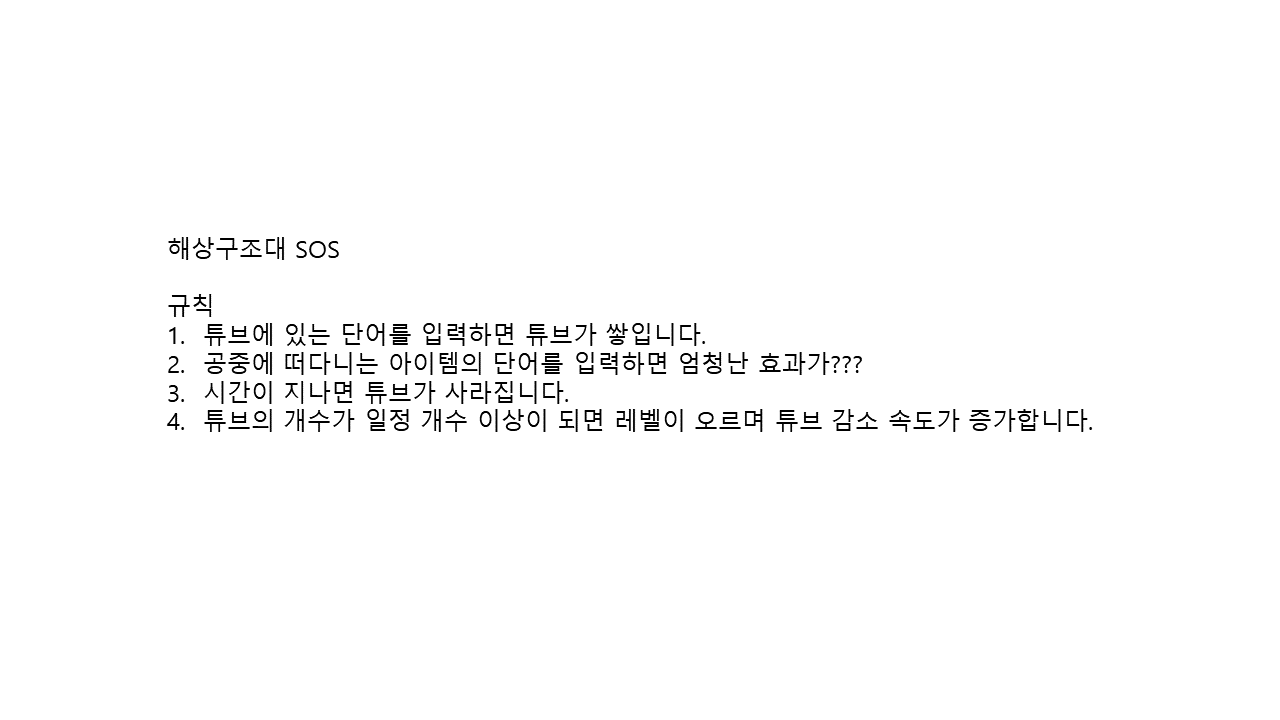 해상구조대 SOS
규칙
1. 튜브에 있는 단어를 입력하면 튜브가 쌓입니다.
2. 공중에 떠다니는 아이템의 단어를 입력하면 엄청난 효과가???
3. 시간이 지나면 튜브가 사라집니다.
4. 튜브의 개수가 일정 개수 이상이 되면 레벨이 오르며 튜브 감소 속도가 증가합니다.